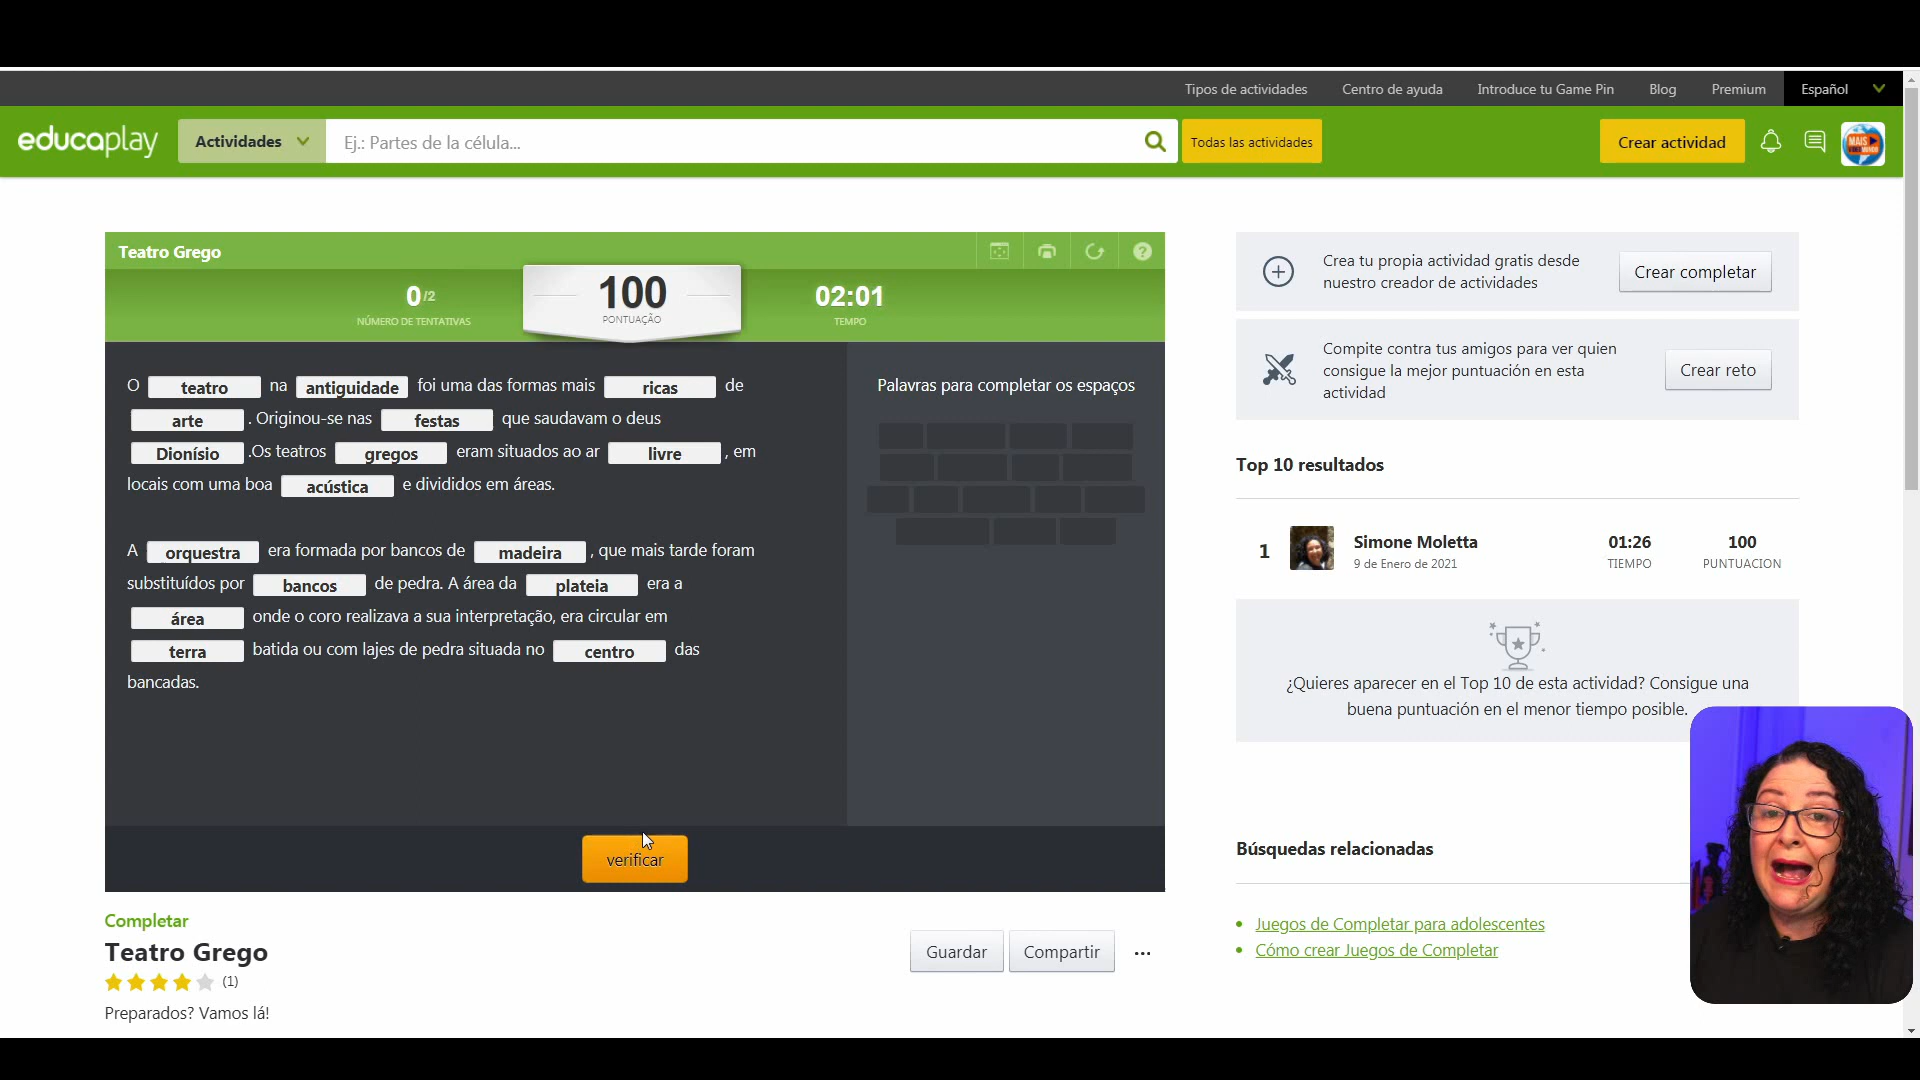 Tipos de actividades Centro de ayuda Introduce tu Game Pin Blog Premium Español
educaplay Actividades Ej.: Partes de la célula... Todas las actividades Crear actividad
Teatro Grego
0/2 100 02:01
NÚMERO DE TENTATIVAS PONTUAÇÃO TEMPO
O teatro na antiguidade foi uma das formas mais ricas de
arte . Originou-se nas festas que saudavam o deus
Dionísio .Os teatros gregos eram situados ao ar livre , em
locais com uma boa acústica e divididos em áreas.
A orquestra era formada por bancos de madeira , que mais tarde foram
substituídos por bancos de pedra. A área da plateia era a
área onde o coro realizava a sua interpretação, era circular em
terra batida ou com lajes de pedra situada no centro das
bancadas.
Palavras para completar os espaços
verificar
Completar
Teatro Grego
(1)
Preparados? Vamos lá!
Guardar Compartir ...
Crea tu propia actividad gratis desde
nuestro creador de actividades
Crear completar
Compite contra tus amigos para ver quien
consigue la mejor puntuación en esta
actividad
Crear reto
Top 10 resultados
1 Simone Moletta 01:26 100
9 de Enero de 2021 TIEMPO PUNTUACION
¿Quieres aparecer en el Top 10 de esta actividad? Consigue una
buena puntuación en el menor tiempo posible.
Búsquedas relacionadas
Juegos de Completar para adolescentes
Cómo crear Juegos de Completar